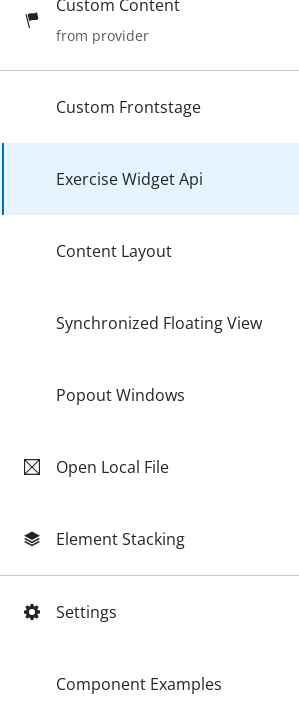 Custom Content
from provider
Custom Frontstage
Exercise Widget Api
Content Layout
Synchronized Floating View
Popout Windows
Open Local File
Element Stacking
Settings
Component Examples